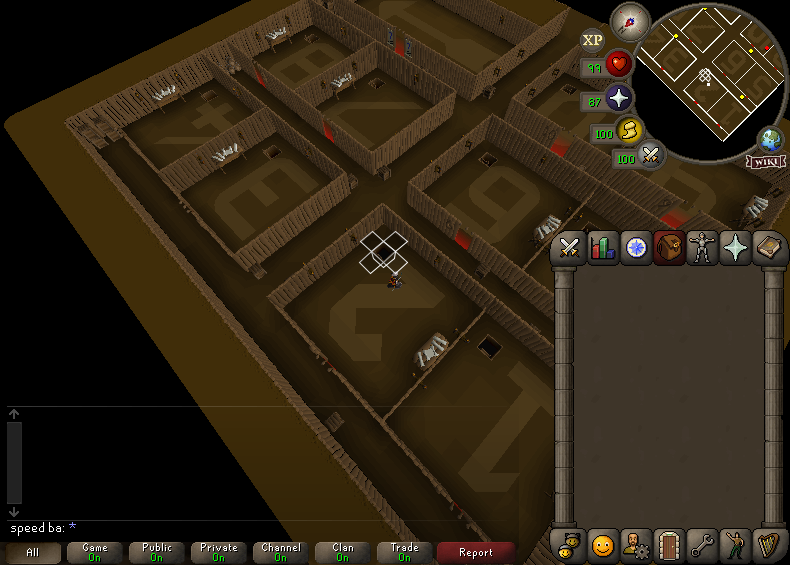 XP
99
87
100
100
WIKI
speed ba: *
All
Game
On
Public
On
Private
On
Channel
On
Clan
On
Trade
On
Report